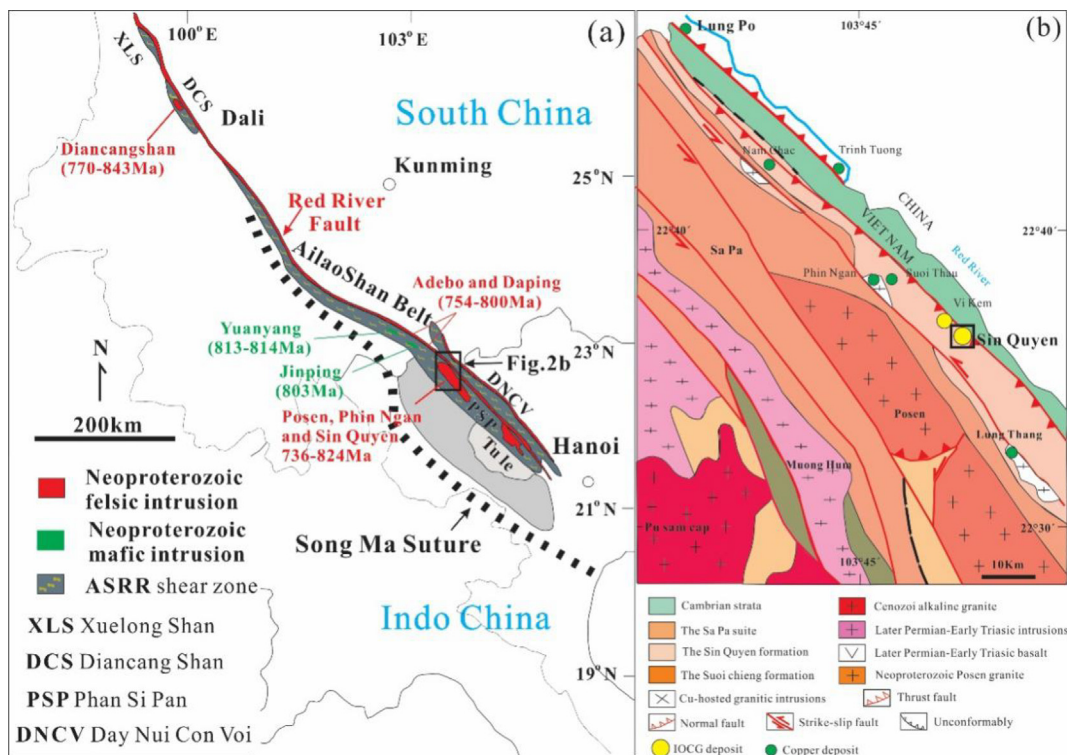 (a)
100°E
103°E
XLS
DCS
Dali
South China
Diancangshan
(770-843Ma)
Kunming
25°N
Red River
Fault
AilaoShan Belt
Adebo and Daping
(754-800Ma)
Yuanyang
(813-814Ma)
23°N
Jinping
(803Ma)
Fig.2b
DNCV
N
200km
Posen, Phin Ngan
and Sin Quyen
736-824Ma
PSP
Tule
Hanoi
21°N
Song Ma Suture
Indo China
19°N
Neoproterozoic
felsic intrusion
Neoproterozoic
mafic intrusion
ASRR shear zone
XLS Xuelong Shan
DCS Diancang Shan
PSP Phan Si Pan
DNCV Day Nui Con Voi
(b)
103°45'
Lung Po
Nam Chac
Trinh Tuong
CHINA
VIETNAM
22°40'
22°40'
Sa Pa
Red River
Phin Ngan
Suoi Thau
Vi Kem
Sin Quyen
Posen
Lung Thang
Muong Hum
Pu sam cap
22°30'
103°45'
10Km
Cambrian strata
Cenozoi alkaline granite
The Sa Pa suite
Later Permian-Early Triasic intrusions
The Sin Quyen formation
Later Permian-Early Triasic basalt
The Suoi chieng formation
Neoproterozoic Posen granite
Cu-hosted granitic intrusions
Thrust fault
Normal fault
Strike-slip fault
Unconformably
IOCG deposit
Copper deposit